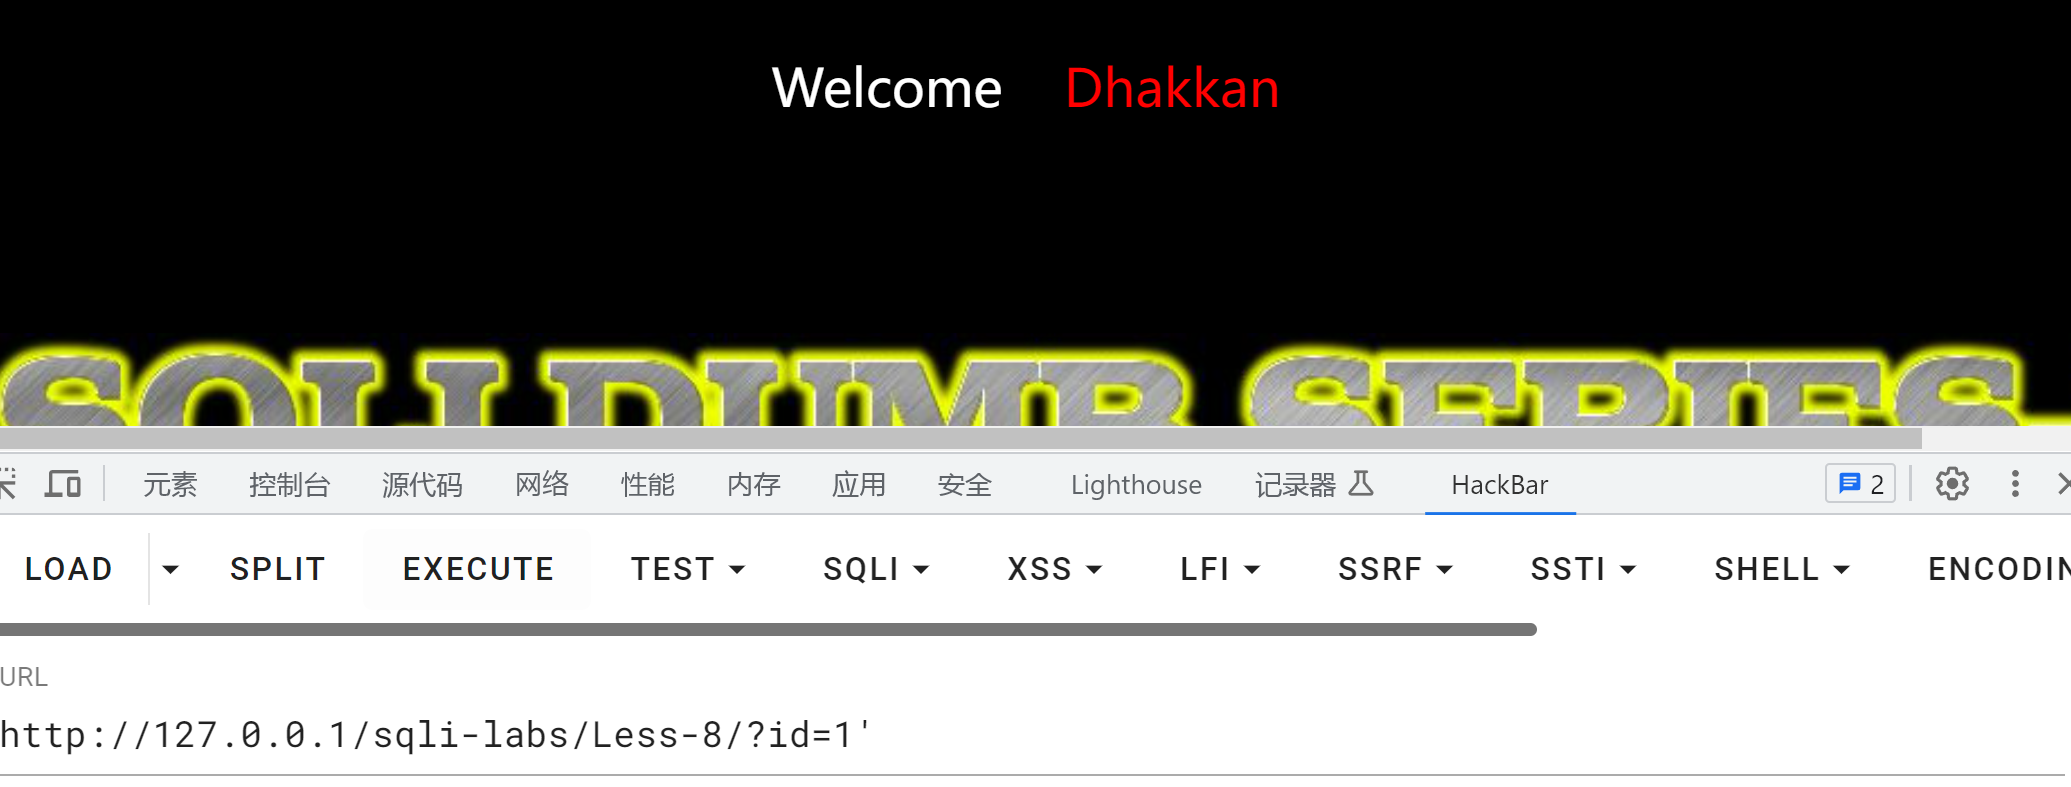 Welcome Dhakkan
SQLI DUMB SERIES-
元素 控制台 源代码 网络 性能 内存 应用 安全 Lighthouse 记录器 HackBar 2
LOAD SPLIT EXECUTE TEST SQLI XSS LFI SSRF SSTI SHELL ENCODIN
URL
http://127.0.0.1/sqli-labs/Less-8/?id=1'